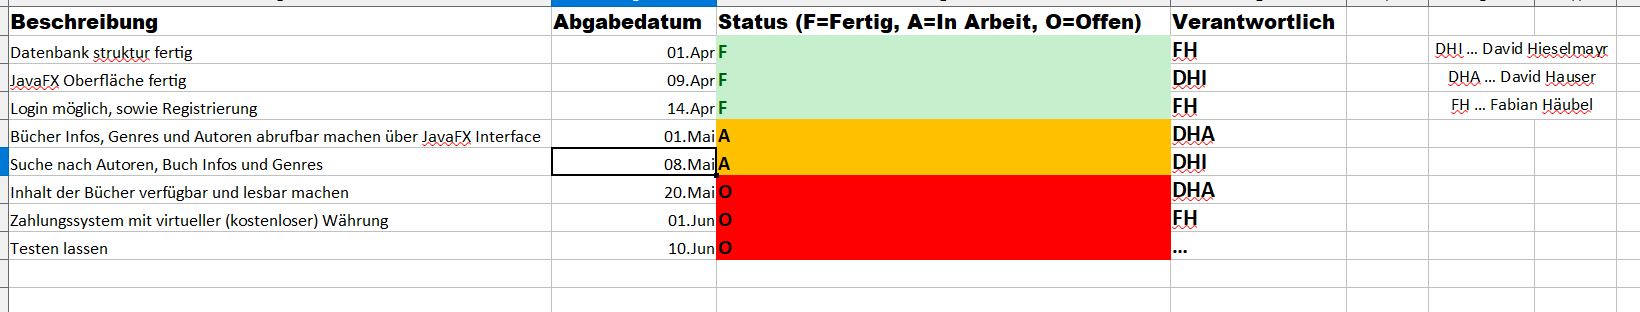 Beschreibung Abgabedatum Status (F=Fertig, A=In Arbeit, O=Offen) Verantwortlich
Datenbank struktur fertig 01.Apr F FH DHI ... David Hieselmayr
JavaFX Oberfläche fertig 09.Apr F DHI DHA ... David Hauser
Login möglich, sowie Registrierung 14.Apr F FH FH ... Fabian Häubel
Bücher Infos, Genres und Autoren abrufbar machen über JavaFX Interface 01.Mai A DHA
Suche nach Autoren, Buch Infos und Genres 08.Mai A DHI
Inhalt der Bücher verfügbar und lesbar machen 20.Mai O DHA
Zahlungssystem mit virtueller (kostenloser) Währung 01.Jun O FH
Testen lassen 10.Jun O ...